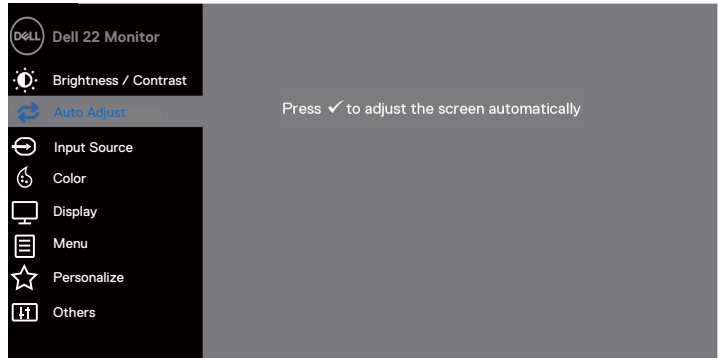 DELL
Dell 22 Monitor
Brightness / Contrast
Auto Adjust
Press ✓ to adjust the screen automatically
Input Source
Color
Display
Menu
Personalize
Others